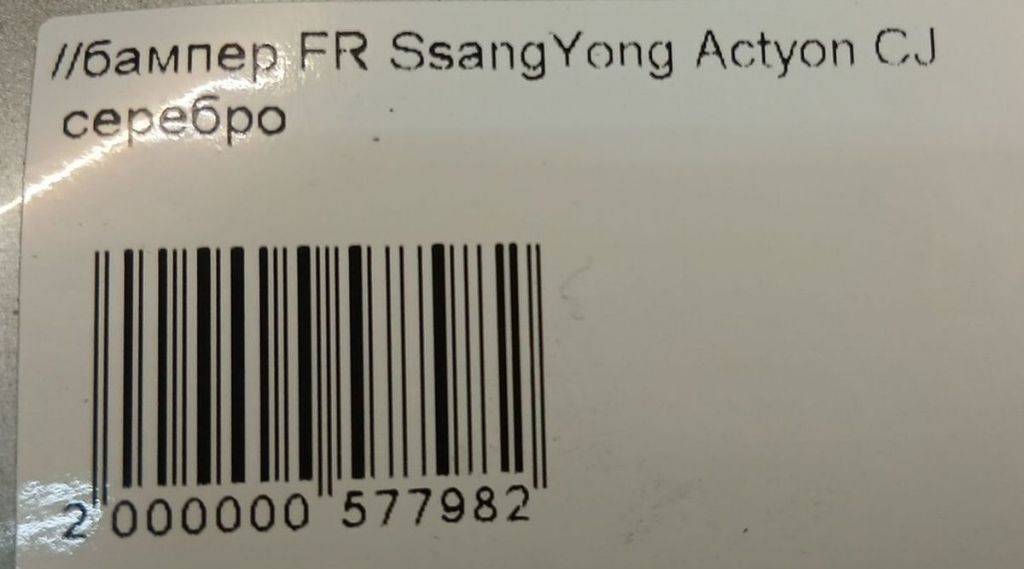 //бампер FR SsangYong Actyon CJ
серебро
2 000000 577982